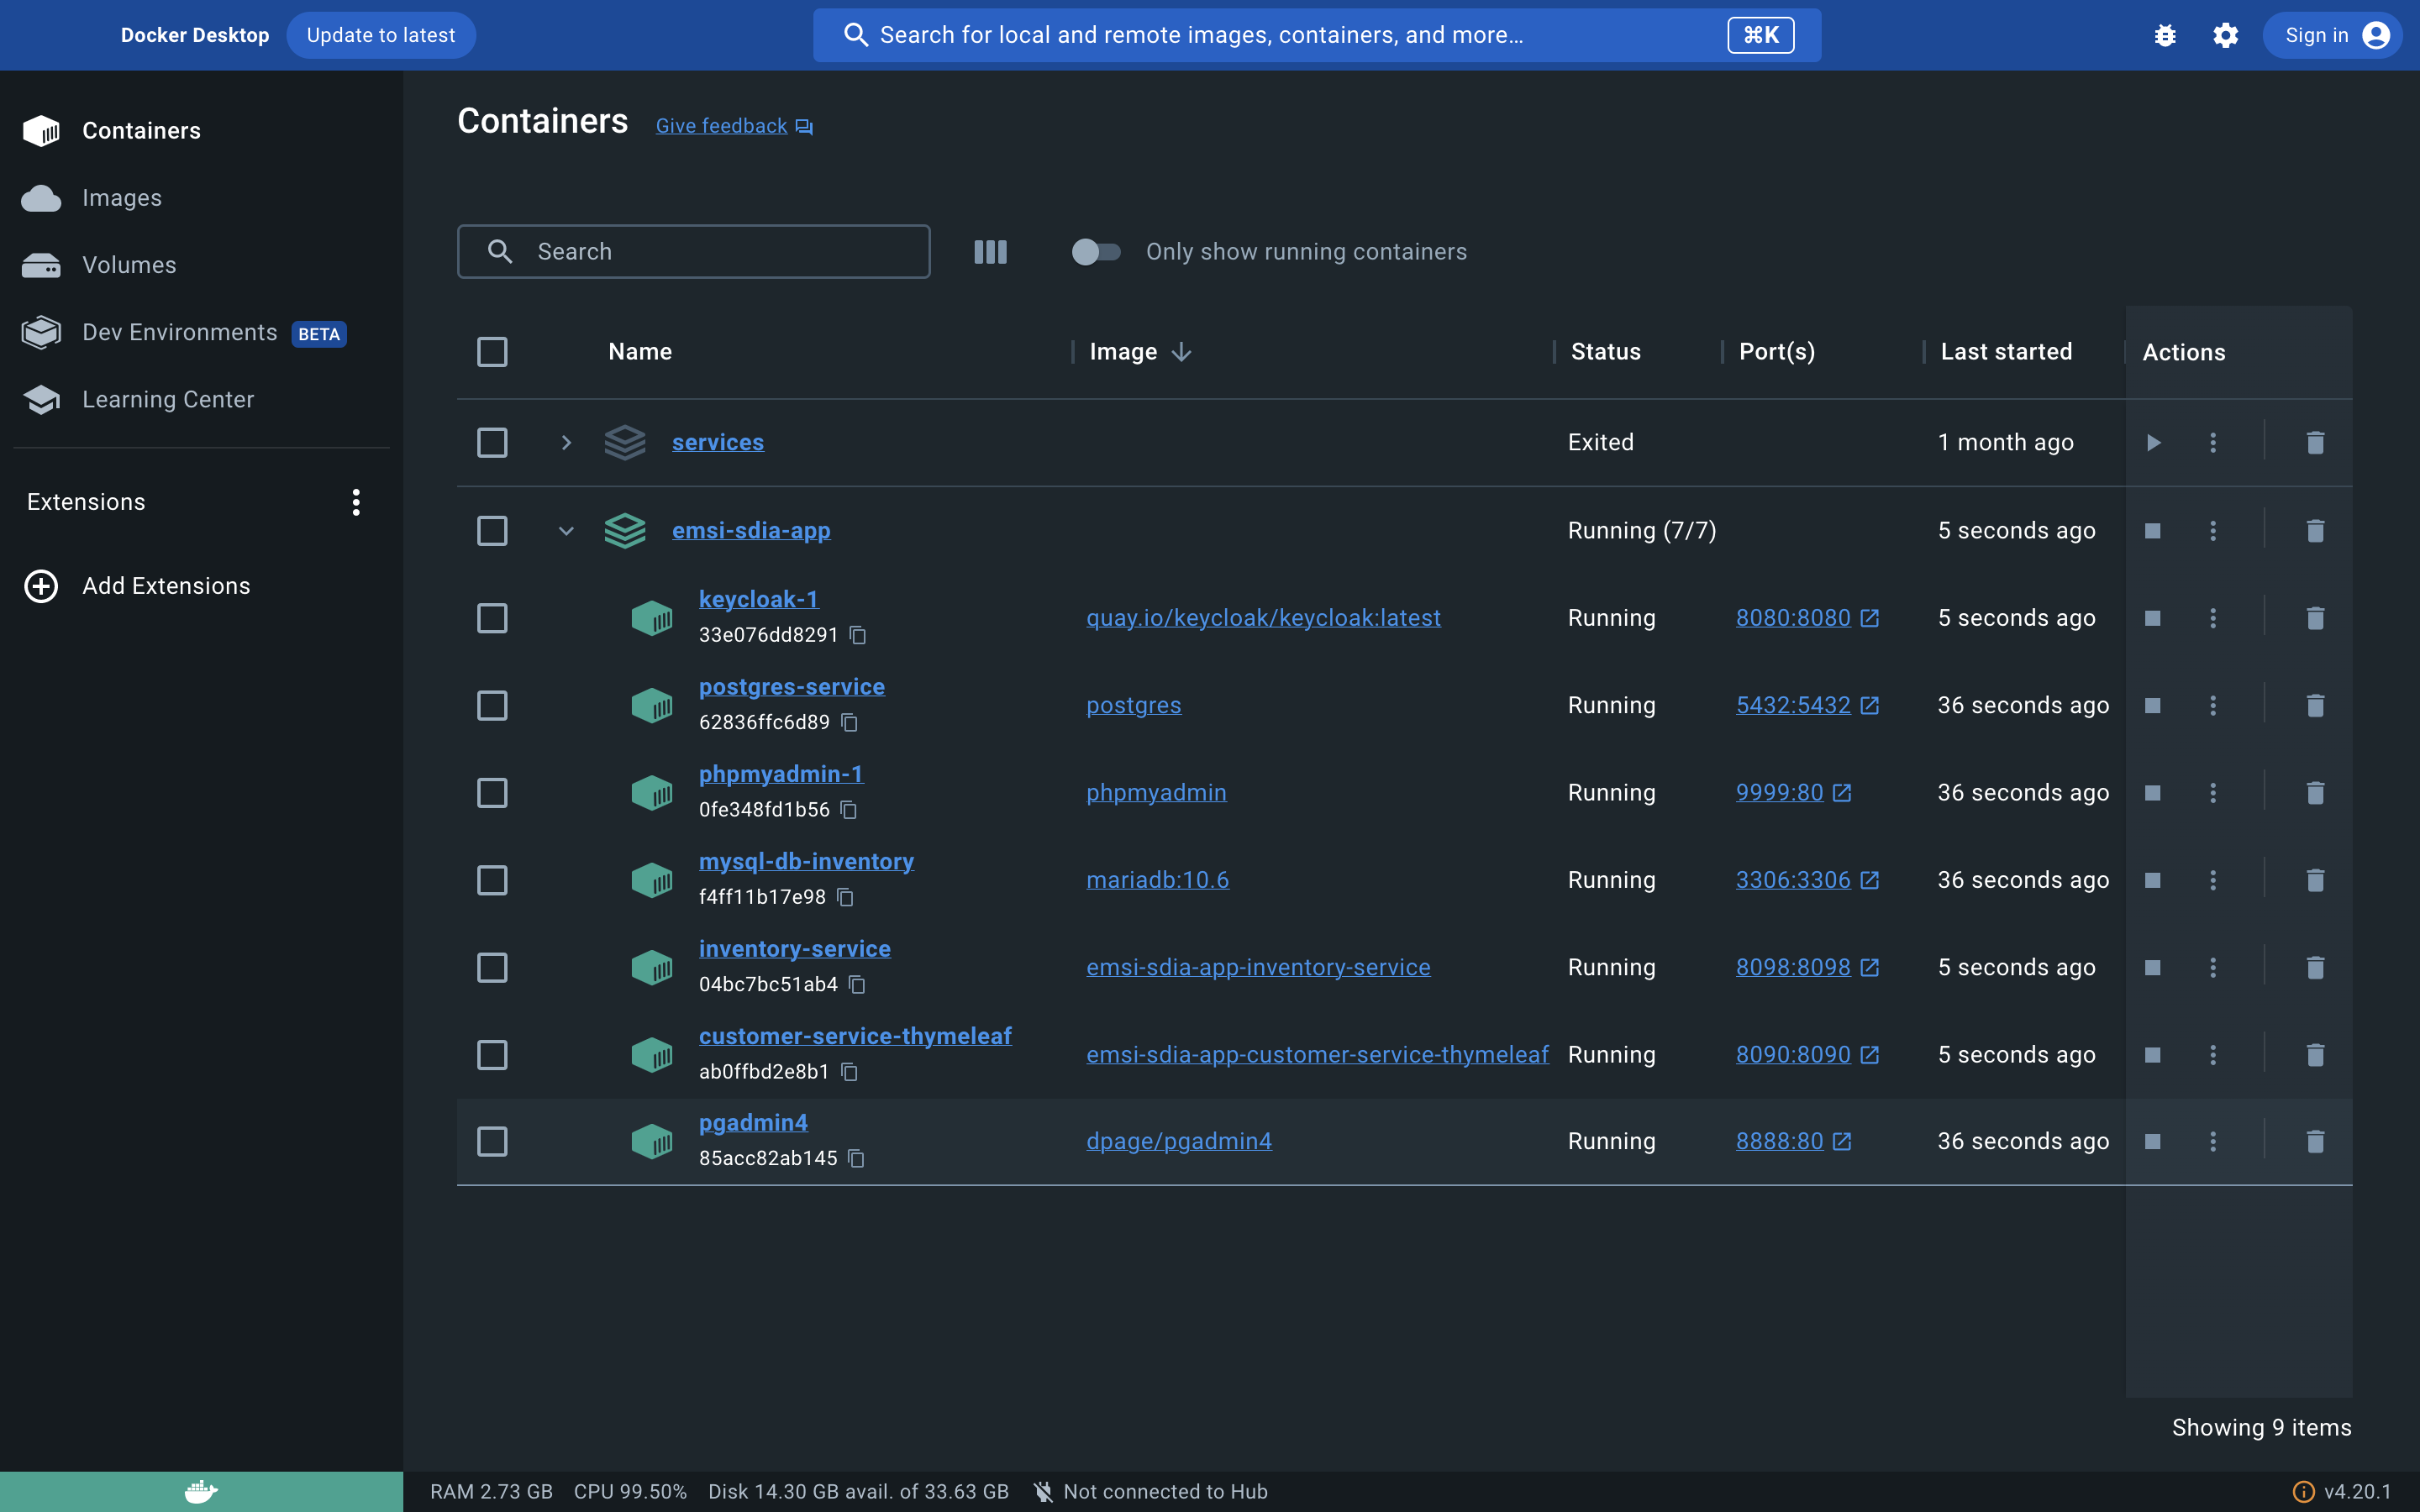 Docker Desktop Update to latest Search for local and remote images, containers, and more... ⌘K Sign in
Containers
Images
Volumes
Dev Environments BETA
Learning Center
Extensions
Add Extensions
Containers Give feedback
Search Only show running containers
Name Image Status Port(s) Last started Actions
services Exited 1 month ago
emsi-sdia-app Running (7/7) 5 seconds ago
keycloak-1
33e076dd8291
quay.io/keycloak/keycloak:latest Running 8080:8080 5 seconds ago
postgres-service
62836ffc6d89
postgres Running 5432:5432 36 seconds ago
phpmyadmin-1
0fe348fd1b56
phpmyadmin Running 9999:80 36 seconds ago
mysql-db-inventory
f4ff11b17e98
mariadb:10.6 Running 3306:3306 36 seconds ago
inventory-service
04bc7bc51ab4
emsi-sdia-app-inventory-service Running 8098:8098 5 seconds ago
customer-service-thymeleaf
ab0ffbd2e8b1
emsi-sdia-app-customer-service-thymeleaf Running 8090:8090 5 seconds ago
pgadmin4
85acc82ab145
dpage/pgadmin4 Running 8888:80 36 seconds ago
Showing 9 items
RAM 2.73 GB CPU 99.50% Disk 14.30 GB avail. of 33.63 GB Not connected to Hub v4.20.1